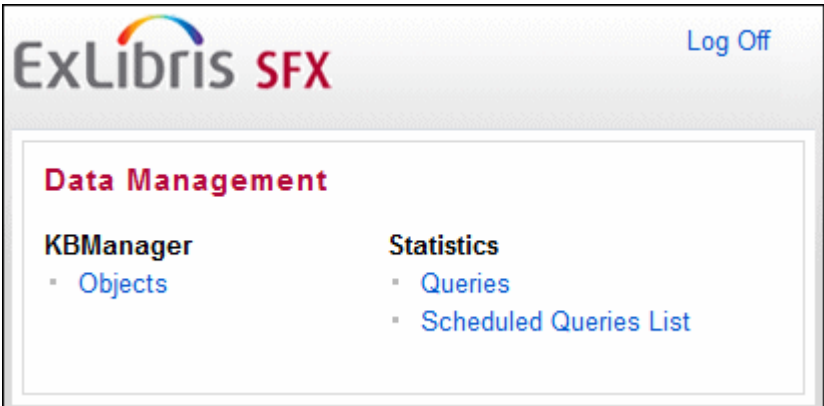 ExLibris SFX
Log Off
Data Management
KBManager
Objects
Statistics
Queries
Scheduled Queries List